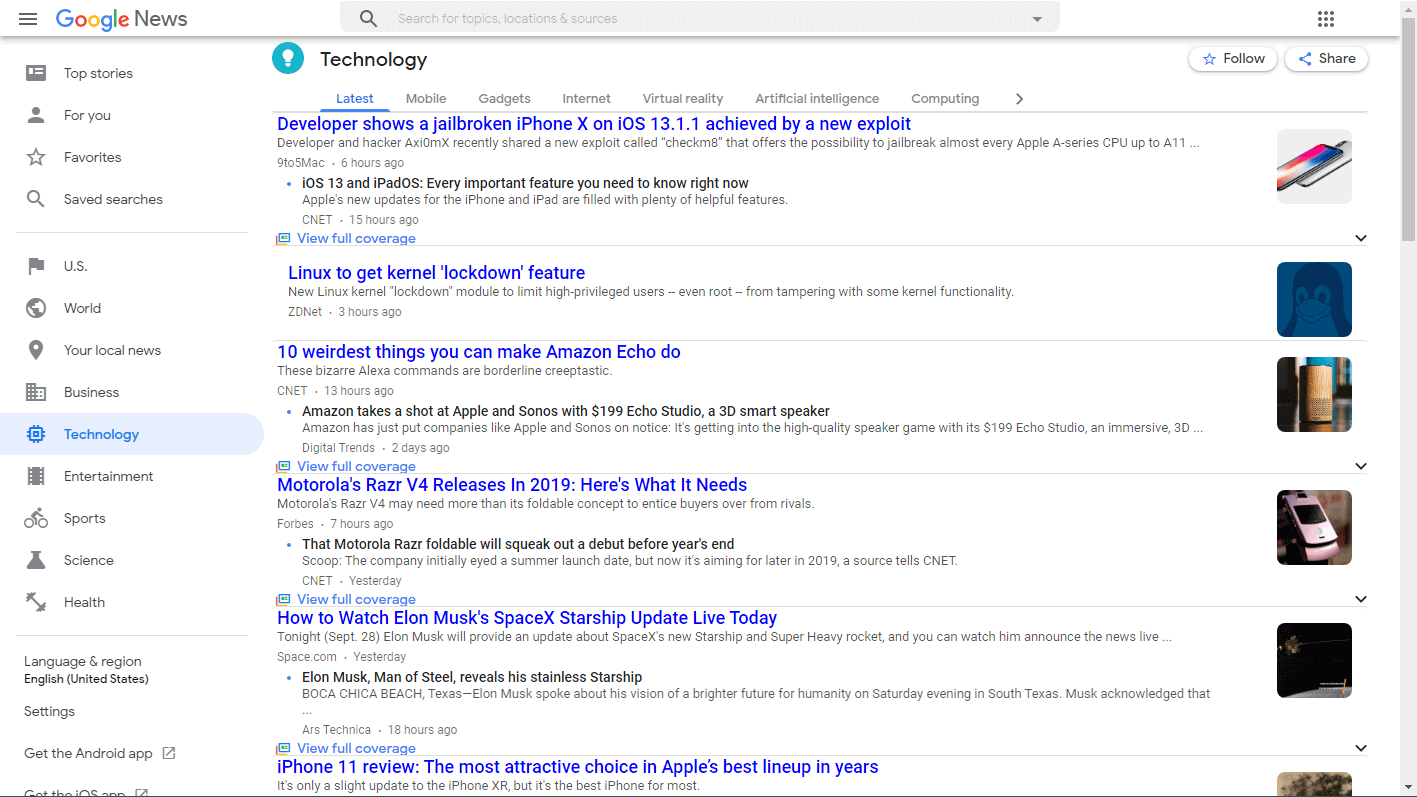 Google News
Search for topics, locations & sources
Top stories
For you
Favorites
Saved searches
U.S.
World
Your local news
Business
Technology
Entertainment
Sports
Science
Health
Language & region
English (United States)
Settings
Get the Android app
Get the iOS app
Technology
Follow
Share
Latest Mobile Gadgets Internet Virtual reality Artificial intelligence Computing
Developer shows a jailbroken iPhone X on iOS 13.1.1 achieved by a new exploit
Developer and hacker Axi0mX recently shared a new exploit called “checkm8” that offers the possibility to jailbreak almost every Apple A-series CPU up to A11 ...
9to5Mac · 6 hours ago
• iOS 13 and iPadOS: Every important feature you need to know right now
Apple's new updates for the iPhone and iPad are filled with plenty of helpful features.
CNET · 15 hours ago
View full coverage
Linux to get kernel 'lockdown' feature
New Linux kernel "lockdown" module to limit high-privileged users -- even root -- from tampering with some kernel functionality.
ZDNet · 3 hours ago
10 weirdest things you can make Amazon Echo do
These bizarre Alexa commands are borderline creeptastic.
CNET · 13 hours ago
• Amazon takes a shot at Apple and Sonos with $199 Echo Studio, a 3D smart speaker
Amazon has just put companies like Apple and Sonos on notice: It's getting into the high-quality speaker game with its $199 Echo Studio, an immersive, 3D ...
Digital Trends · 2 days ago
View full coverage
Motorola's Razr V4 Releases In 2019: Here's What It Needs
Motorola's Razr V4 may need more than its foldable concept to entice buyers over from rivals.
Forbes · 7 hours ago
• That Motorola Razr foldable will squeak out a debut before year's end
Scoop: The company initially eyed a summer launch date, but now it's aiming for later in 2019, a source tells CNET.
CNET · Yesterday
View full coverage
How to Watch Elon Musk's SpaceX Starship Update Live Today
Tonight (Sept. 28) Elon Musk will provide an update about SpaceX's new Starship and Super Heavy rocket, and you can watch him announce the news live ...
Space.com · Yesterday
• Elon Musk, Man of Steel, reveals his stainless Starship
BOCA CHICA BEACH, Texas—Elon Musk spoke about his vision of a brighter future for humanity on Saturday evening in South Texas. Musk acknowledged that
...
Ars Technica · 18 hours ago
View full coverage
iPhone 11 review: The most attractive choice in Apple’s best lineup in years
It's only a slight update to the iPhone XR, but it's the best iPhone for most.